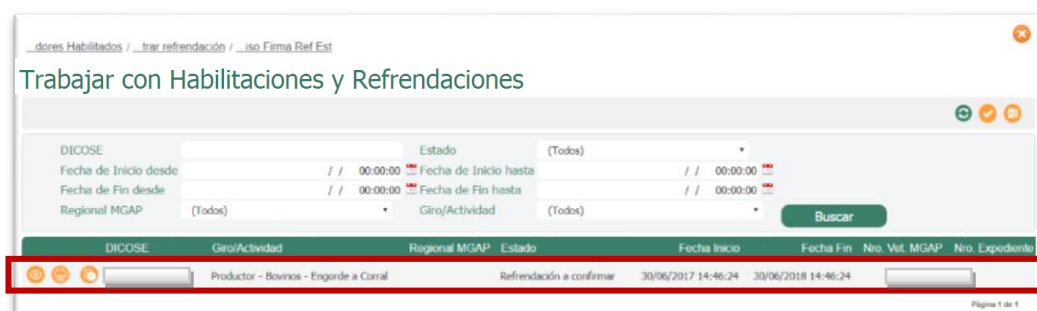 ...dores Habilitados / ...trar refrendación / ...iso Firma Ref Est
Trabajar con Habilitaciones y Refrendaciones
DICOSE Estado (Todos)
Fecha de Inicio desde / / 00:00:00 Fecha de Inicio hasta / / 00:00:00
Fecha de Fin desde / / 00:00:00 Fecha de Fin hasta / / 00:00:00
Regional MGAP (Todos) Giro/Actividad (Todos) Buscar
DICOSE Giro/Actividad Regional MGAP Estado Fecha Inicio Fecha Fin Nro. Vet. MGAP Nro. Expediente
Productor - Bovinos - Engorde a Corral Refrendación a confirmar 30/06/2017 14:46:24 30/06/2018 14:46:24
Página 1 de 1